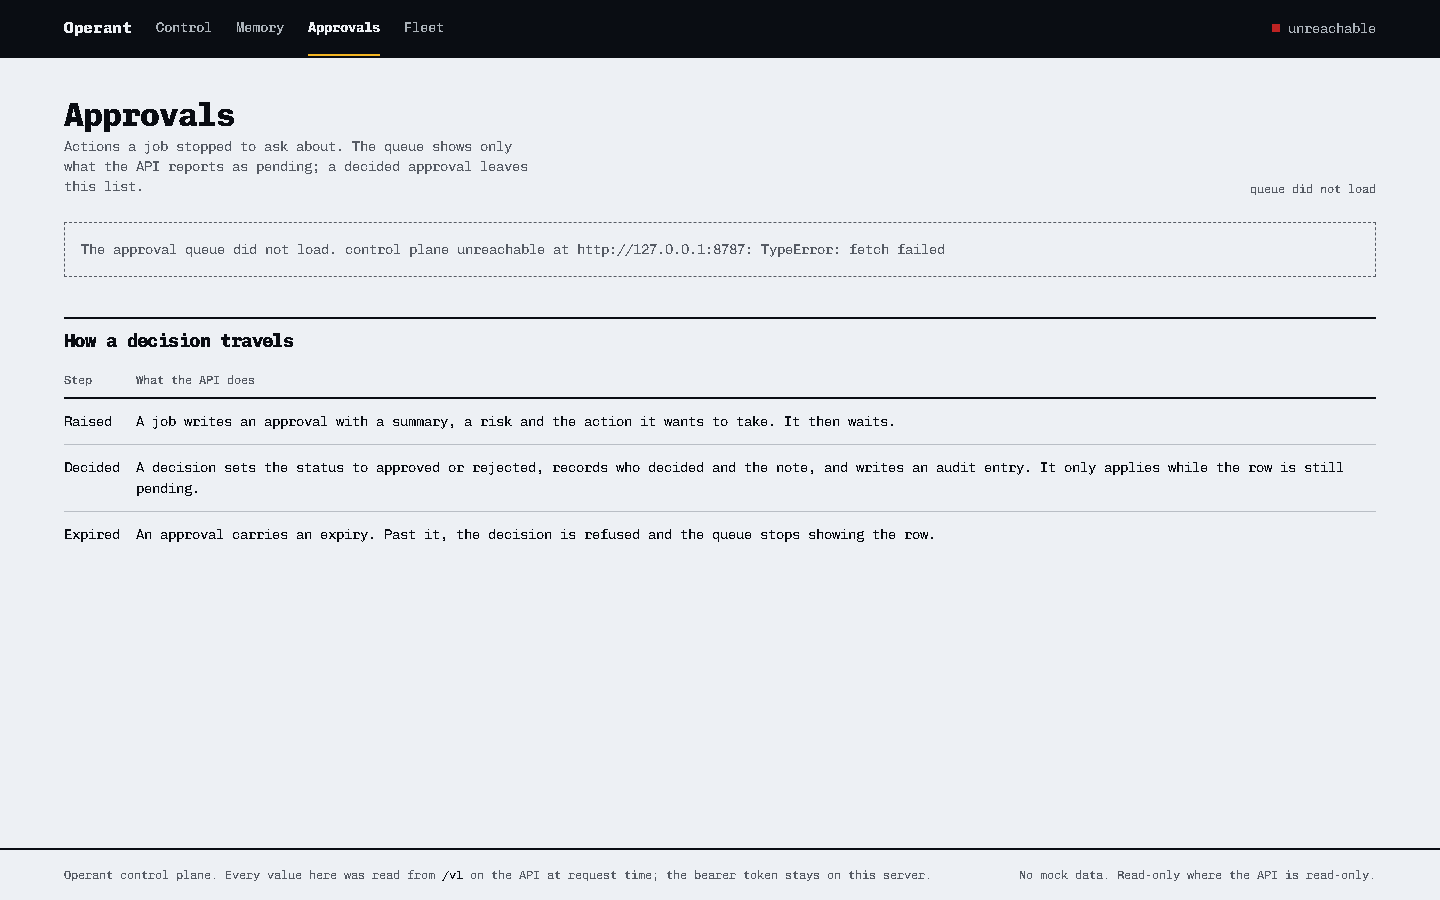 Operant Control Memory Approvals Fleet unreachable
Approvals
Actions a job stopped to ask about. The queue shows only
what the API reports as pending; a decided approval leaves
this list.
queue did not load
The approval queue did not load. control plane unreachable at http://127.0.0.1:8787: TypeError: fetch failed
How a decision travels
Step What the API does
Raised A job writes an approval with a summary, a risk and the action it wants to take. It then waits.
Decided A decision sets the status to approved or rejected, records who decided and the note, and writes an audit entry. It only applies while the row is still
pending.
Expired An approval carries an expiry. Past it, the decision is refused and the queue stops showing the row.
Operant control plane. Every value here was read from /v1 on the API at request time; the bearer token stays on this server. No mock data. Read-only where the API is read-only.